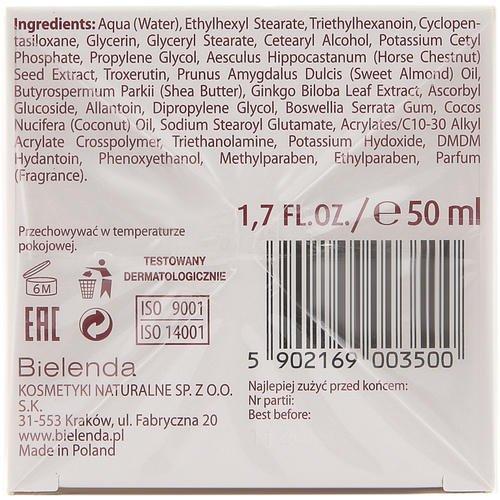 Ingredients: Aqua (Water), Ethylhexyl Stearate, Triethylhexanoin, Cyclopen-
tasiloxane, Glycerin, Glyceryl Stearate, Cetearyl Alcohol, Potassium Cetyl
Phosphate, Propylene Glycol, Aesculus Hippocastanum (Horse Chestnut)
Seed Extract, Troxerutin, Prunus Amygdalus Dulcis (Sweet Almond) Oil,
Butyrospermum Parkii (Shea Butter), Ginkgo Biloba Leaf Extract, Ascorbyl
Glucoside, Allantoin, Dipropylene Glycol, Boswellia Serrata Gum, Cocos
Nucifera (Coconut) Oil, Sodium Stearoyl Glutamate, Acrylates/C10-30 Alkyl
Acrylate Crosspolymer, Triethanolamine, Potassium Hydoxide, DMDM
Hydantoin, Phenoxyethanol, Methylparaben, Ethylparaben, Parfum
(Fragrance).
1,7 FL.OZ./℮ 50 ml
Przechowywać w temperaturze
pokojowej.
6M
TESTOWANY
DERMATOLOGICZNIE
EAC
ISO 9001
ISO 14001
Bielenda
KOSMETYKI NATURALNE SP. Z O.O.
S.K.
31-553 Kraków, ul. Fabryczna 20
www.bielenda.pl
Made in Poland
5 902169 003500
Najlepiej zużyć przed końcem:
Nr partii:
Best before: